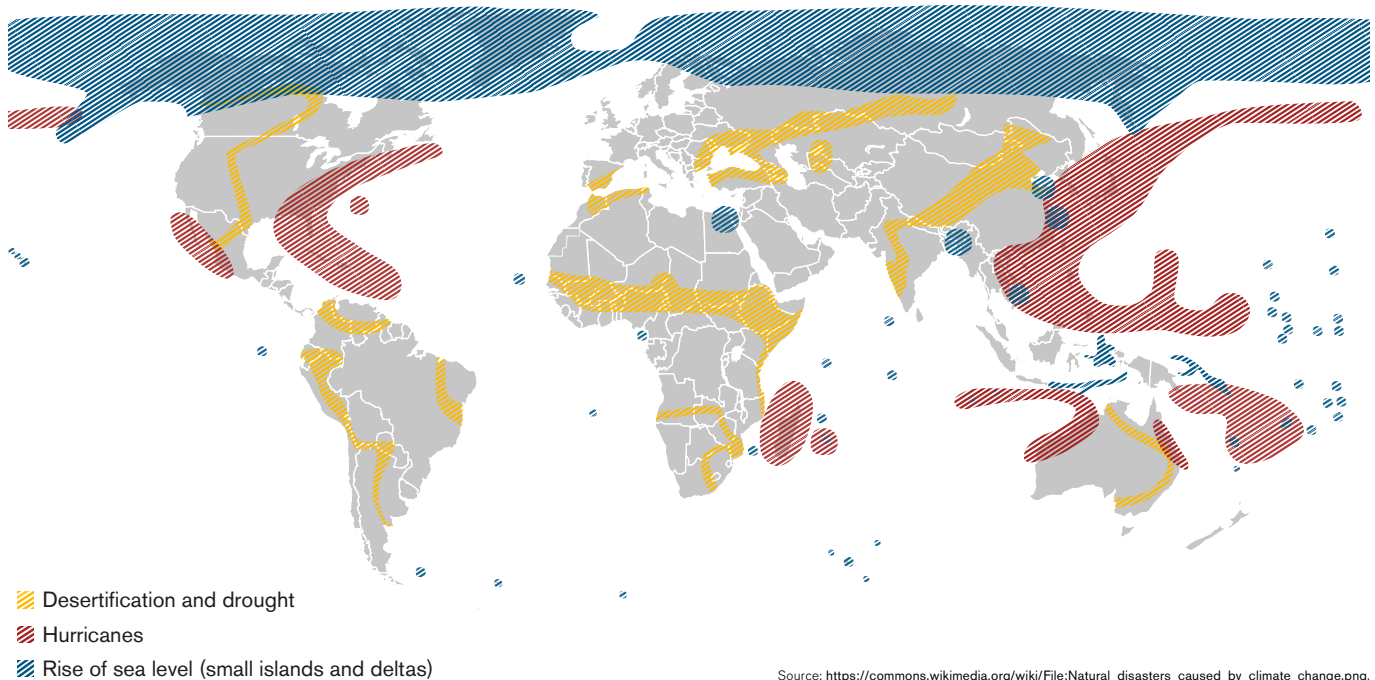 Desertification and drought
Hurricanes
Rise of sea level (small islands and deltas)
Source: https://commons.wikimedia.org/wiki/File:Natural_disasters_caused_by_climate_change.png.